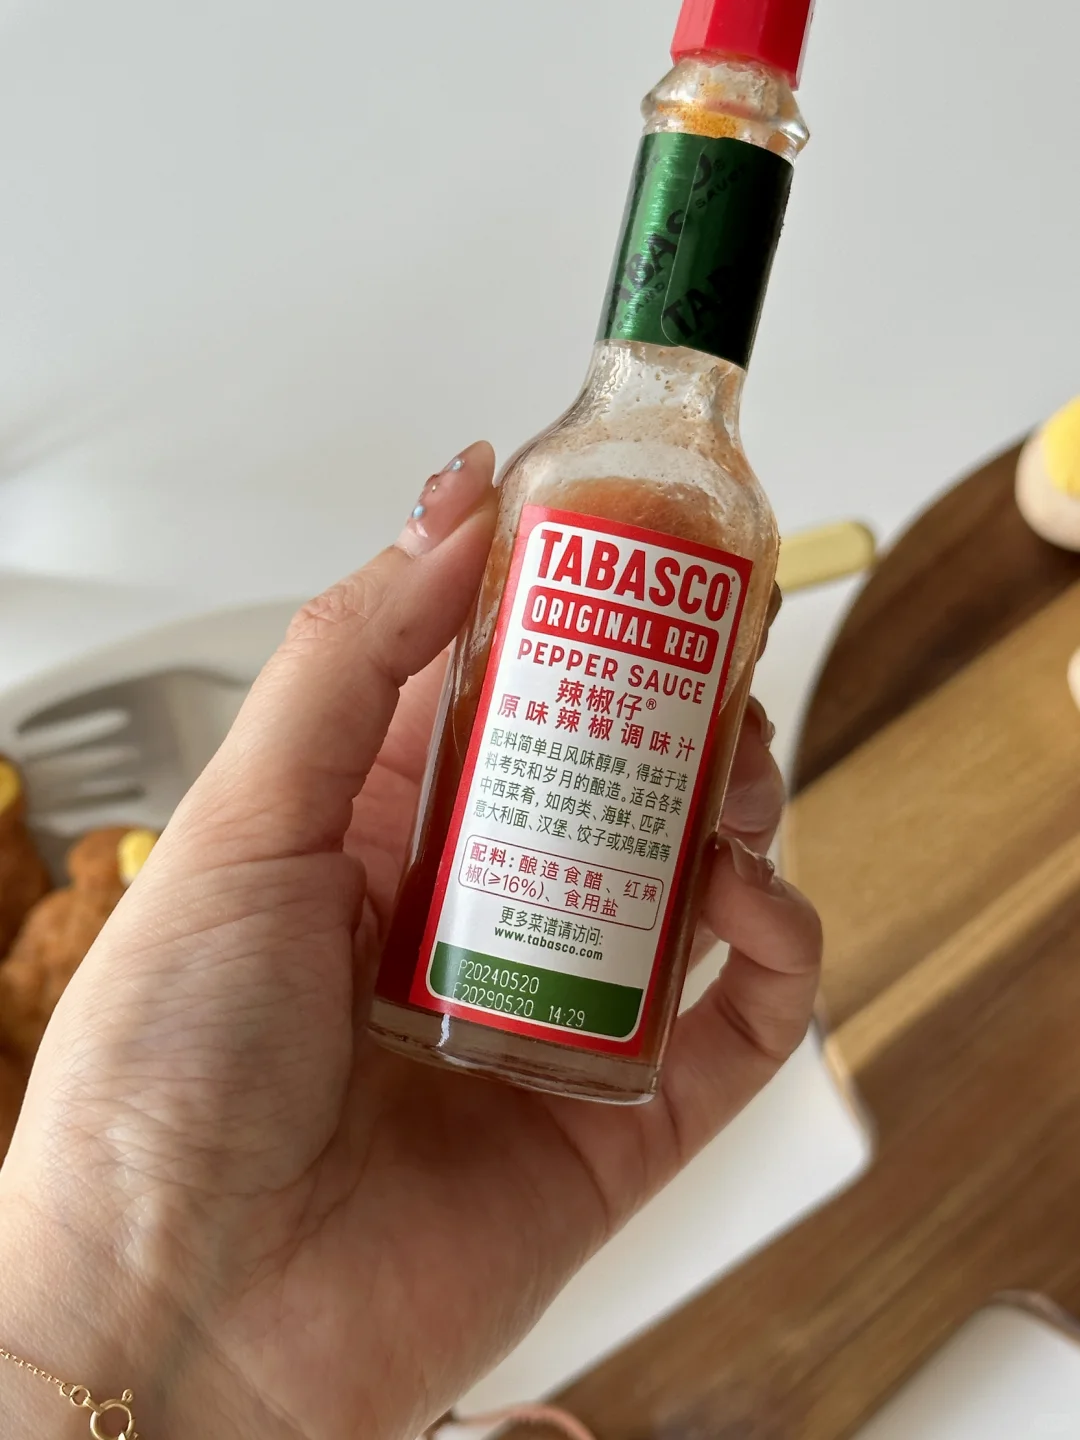 TABASCO
ORIGINAL RED
PEPPER SAUCE
辣椒仔®
原味辣椒调味汁
配料简单且风味醇厚，得益于选
料考究和岁月的酿造。适合各类
中西菜肴，如肉类、海鲜、匹萨、
意大利面、汉堡、饺子或鸡尾酒等
配料：酿造食醋、红辣
椒(≥16%)、食用盐
更多菜谱请访问:
www.tabasco.com
P20240520
E20290520 14:29